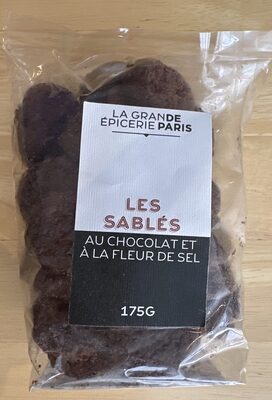 LA GRANDE
ÉPICERIE PARIS
LES
SABLÉS
AU CHOCOLAT ET
À LA FLEUR DE SEL
175G